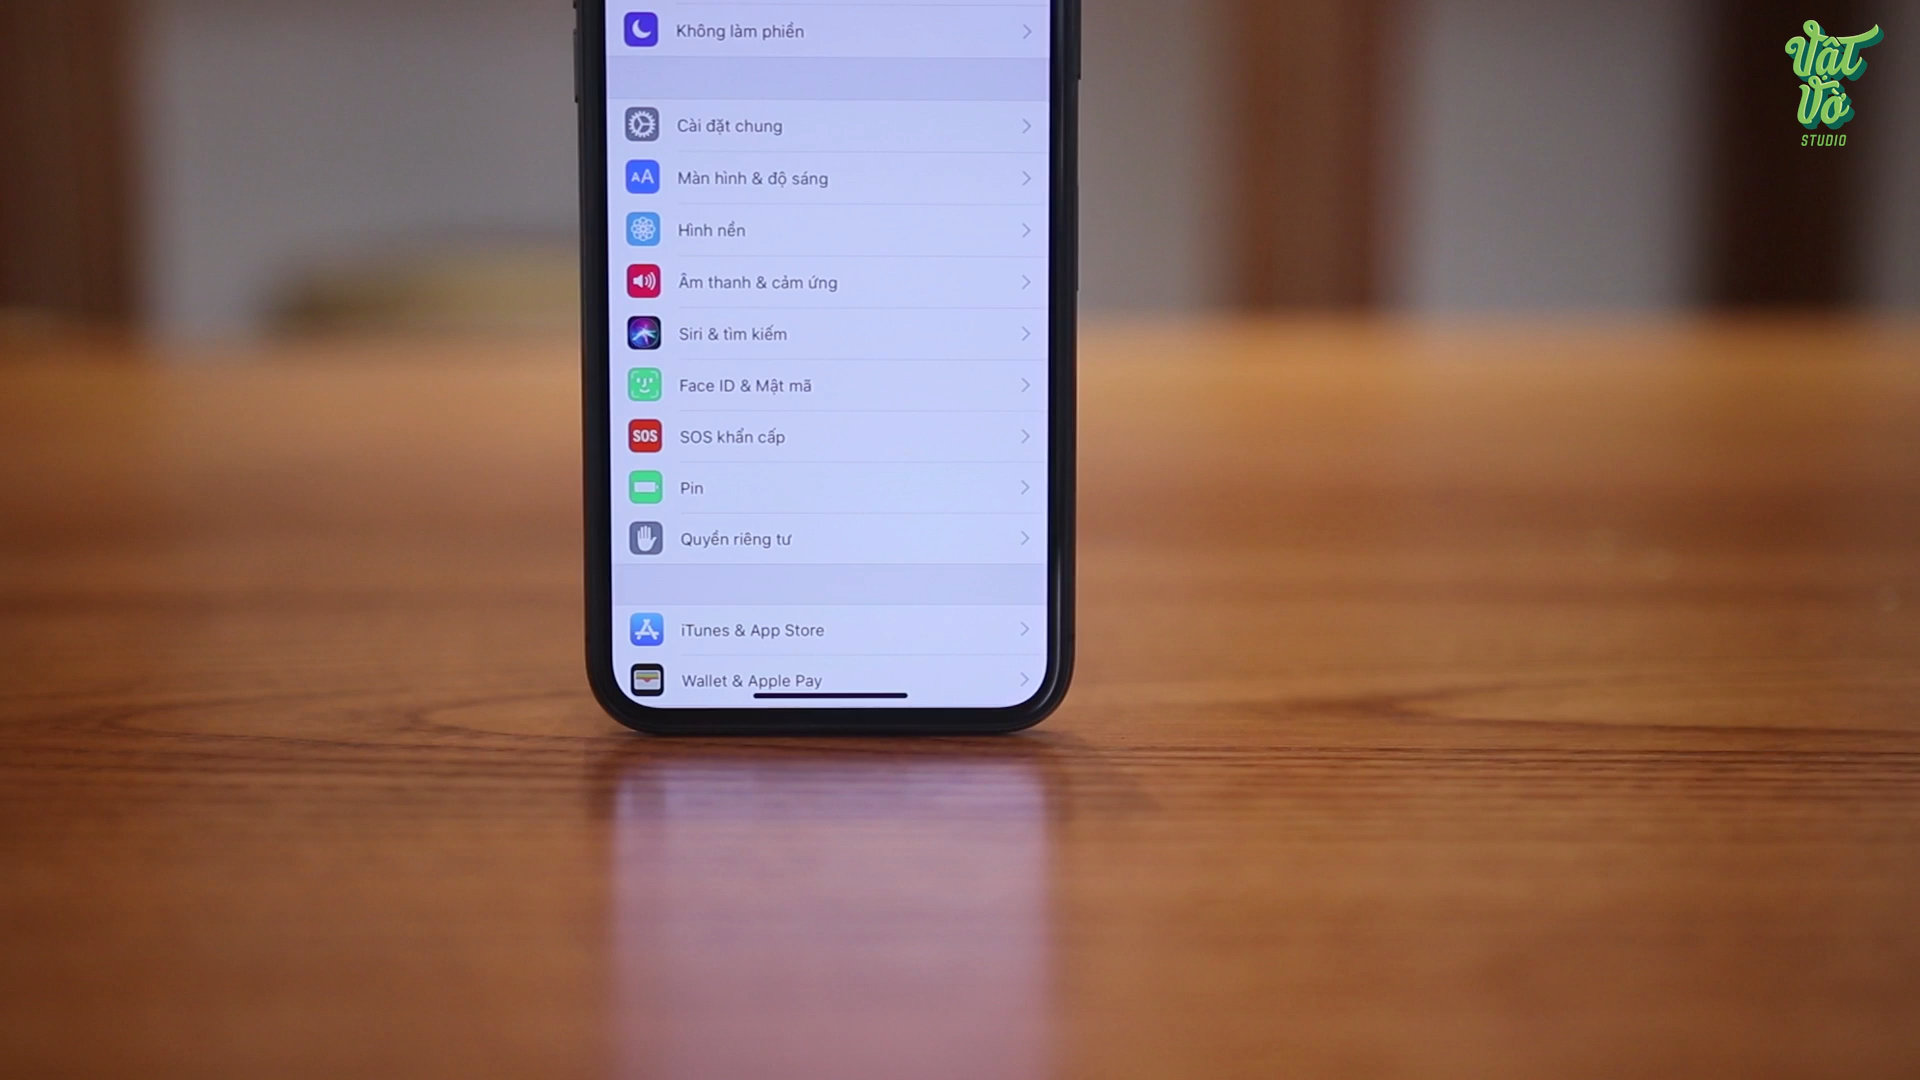 Không làm phiền
Cài đặt chung
AA
Màn hình & độ sáng
Hình nền
Âm thanh & cảm ứng
Siri & tìm kiếm
Face ID & Mật mã
SOS
SOS khẩn cấp
Pin
Quyền riêng tư
iTunes & App Store
Wallet & Apple Pay
Vật
Vờ
STUDIO